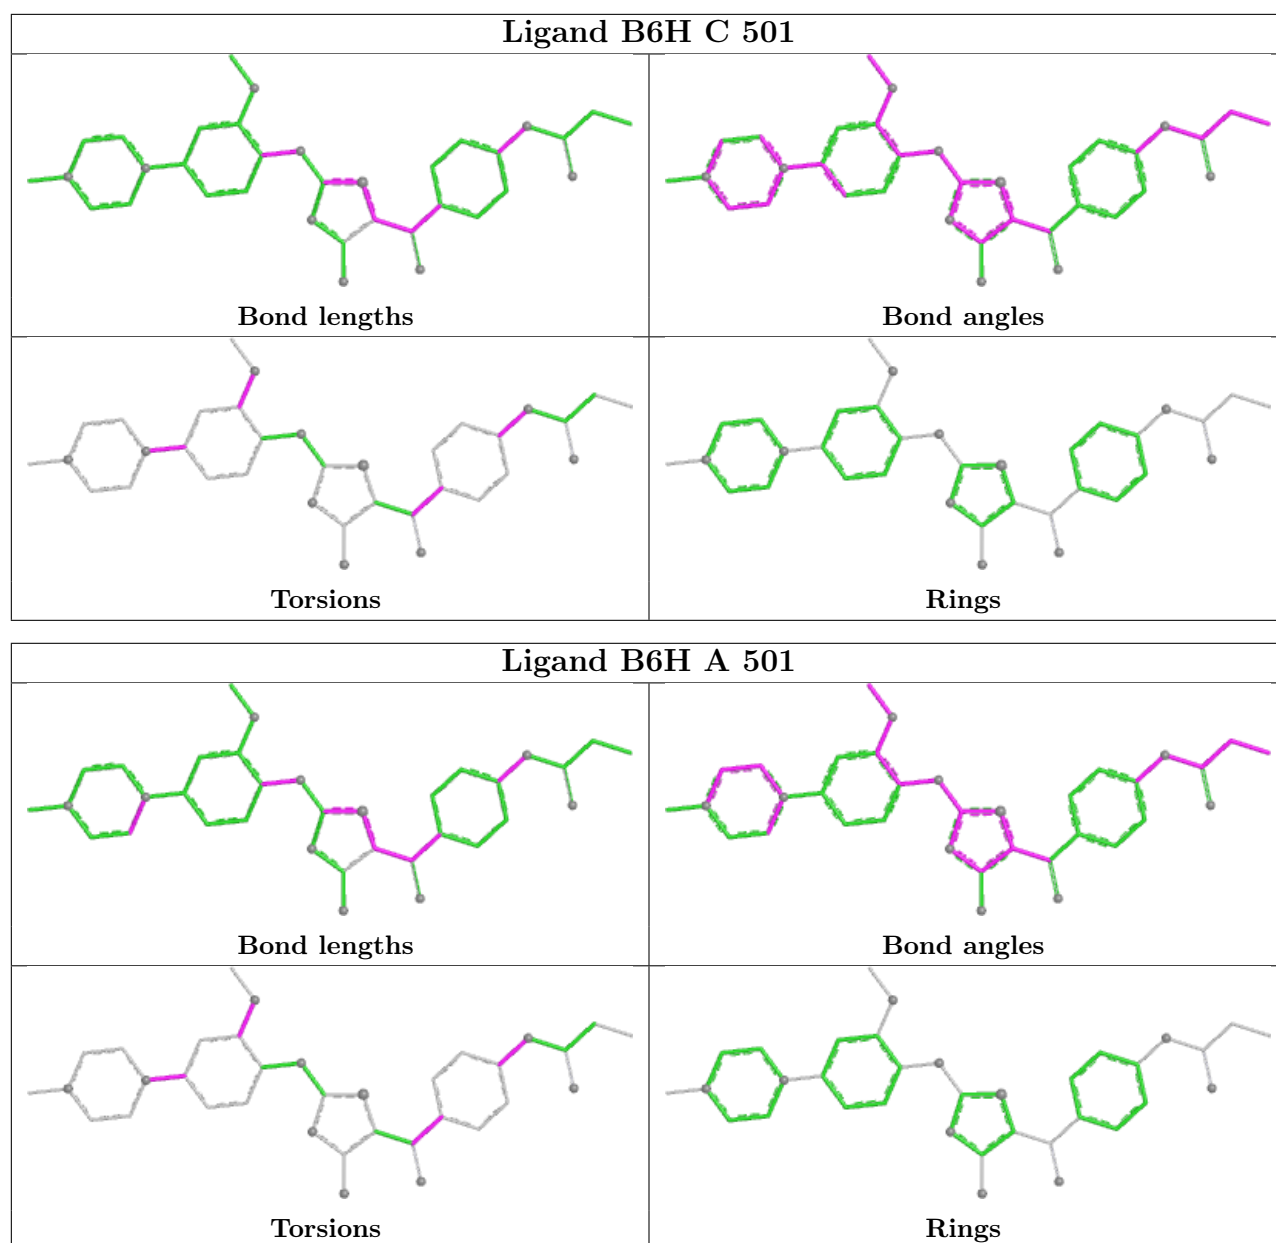 Ligand B6H C 501
Bond lengths
Bond angles
Torsions
Rings
Ligand B6H A 501
Bond lengths
Bond angles
Torsions
Rings